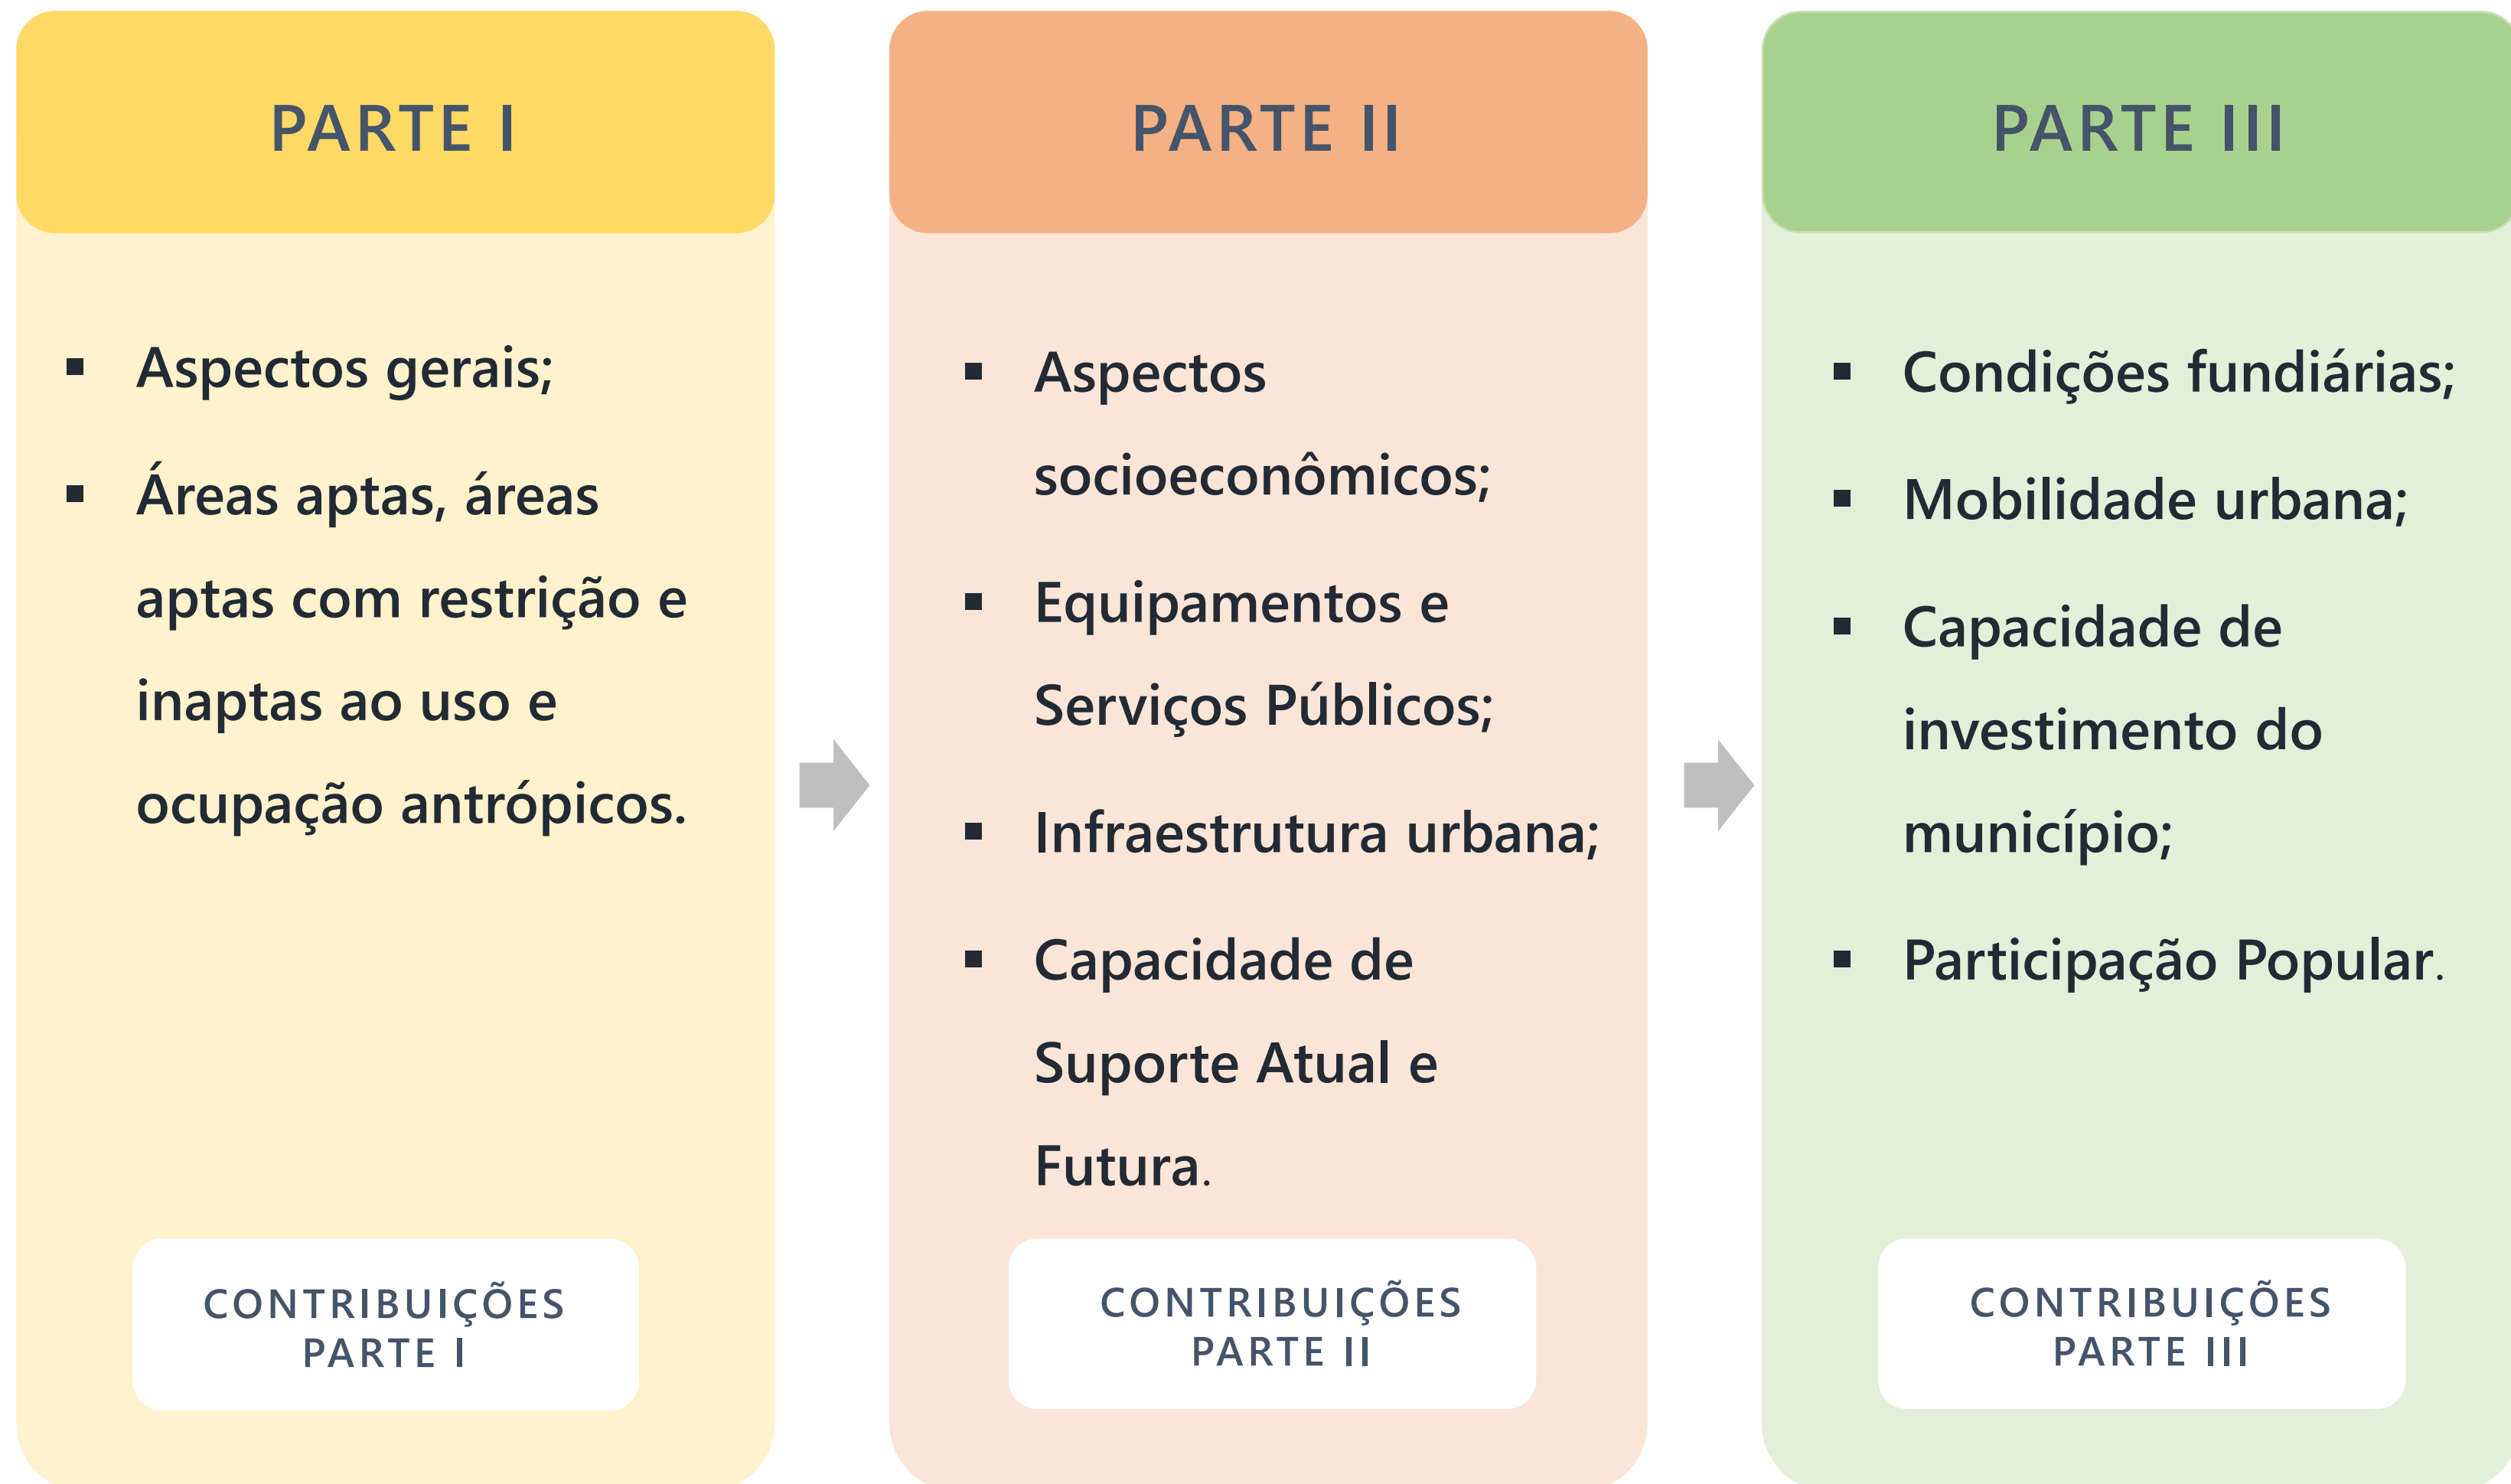 PARTE I
▪ Aspectos gerais;
▪ Áreas aptas, áreas
aptas com restrição e
inaptas ao uso e
ocupação antrópicos.
CONTRIBUIÇÕES
PARTE I
PARTE II
▪ Aspectos
socioeconômicos;
▪ Equipamentos e
Serviços Públicos;
▪ Infraestrutura urbana;
▪ Capacidade de
Suporte Atual e
Futura.
CONTRIBUIÇÕES
PARTE II
PARTE III
▪ Condições fundiárias;
▪ Mobilidade urbana;
▪ Capacidade de
investimento do
município;
▪ Participação Popular.
CONTRIBUIÇÕES
PARTE III